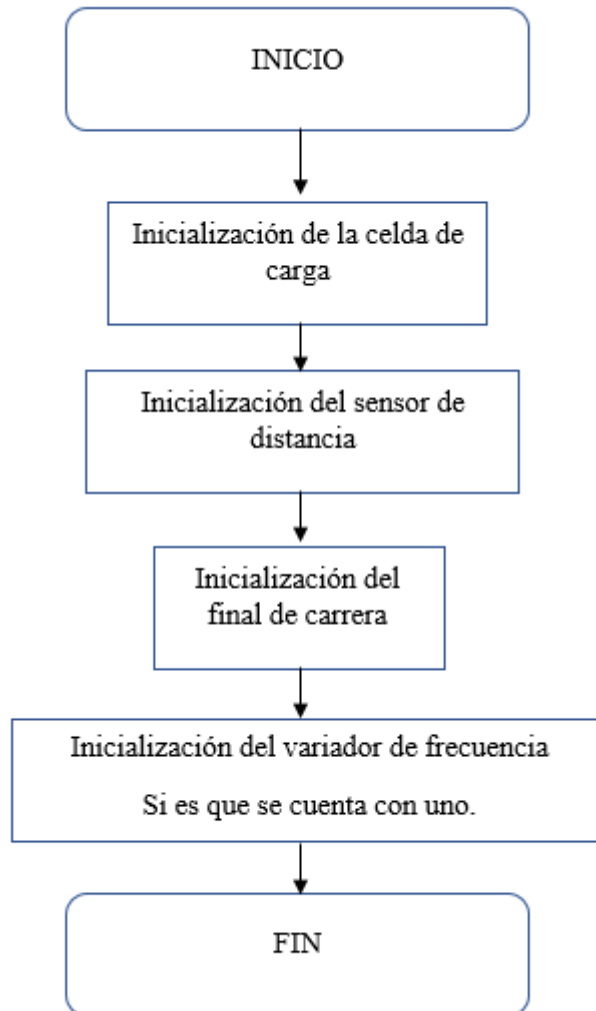 INICIO
Inicialización de la celda de
carga
Inicialización del sensor de
distancia
Inicialización del
final de carrera
Inicialización del variador de frecuencia
Si es que se cuenta con uno.
FIN